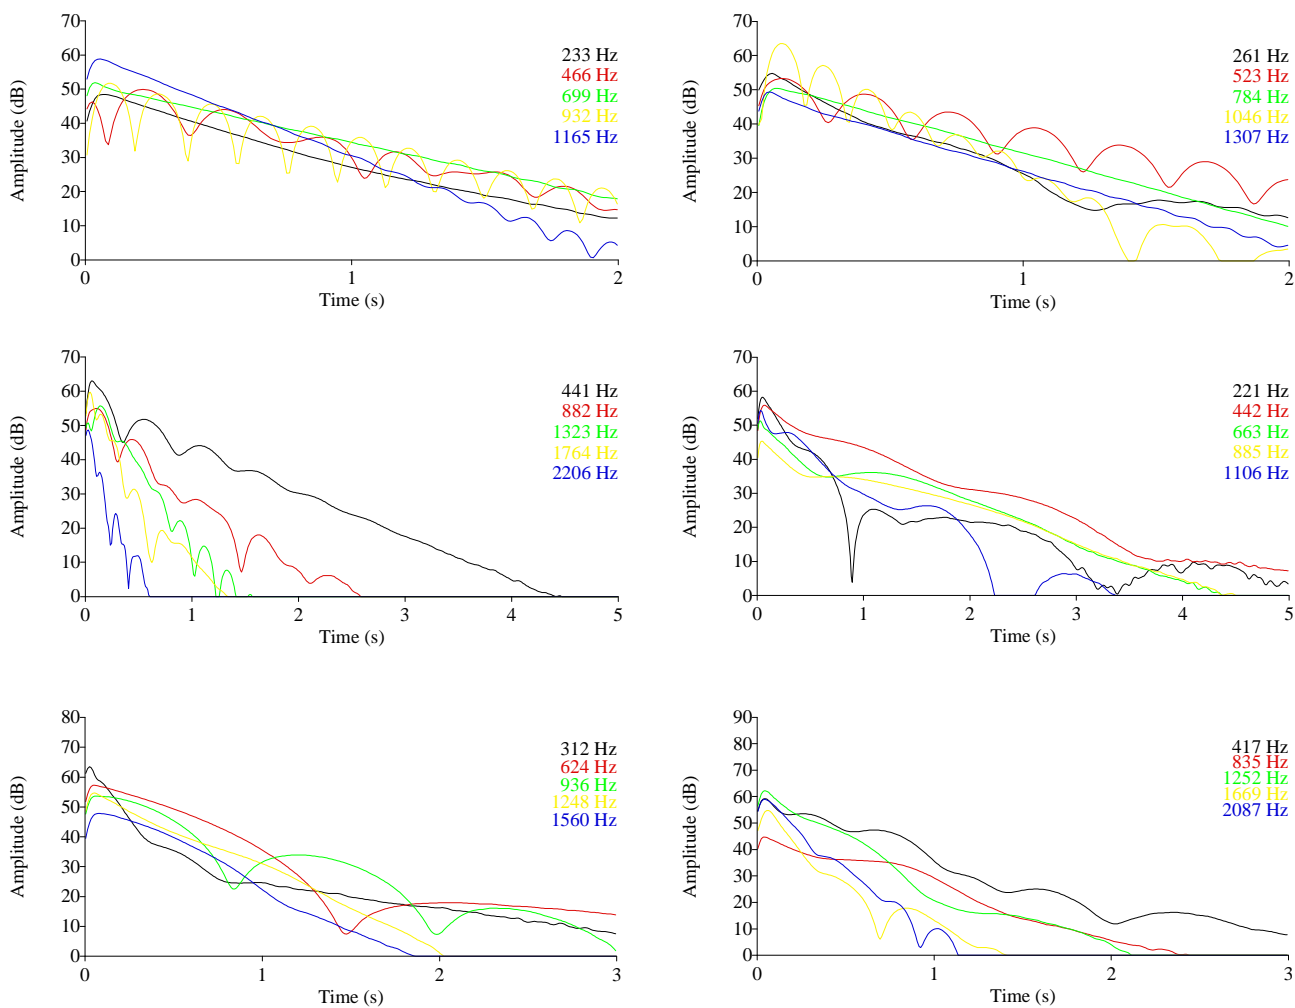 70
60
50
40
30
20
10
0
Amplitude (dB)
233 Hz
466 Hz
699 Hz
932 Hz
1165 Hz
0 1 2
Time (s)
70
60
50
40
30
20
10
0
Amplitude (dB)
261 Hz
523 Hz
784 Hz
1046 Hz
1307 Hz
0 1 2
Time (s)
70
60
50
40
30
20
10
0
Amplitude (dB)
441 Hz
882 Hz
1323 Hz
1764 Hz
2206 Hz
0 1 2 3 4 5
Time (s)
70
60
50
40
30
20
10
0
Amplitude (dB)
221 Hz
442 Hz
663 Hz
885 Hz
1106 Hz
0 1 2 3 4 5
Time (s)
80
70
60
50
40
30
20
10
0
Amplitude (dB)
312 Hz
624 Hz
936 Hz
1248 Hz
1560 Hz
0 1 2 3
Time (s)
90
80
70
60
50
40
30
20
10
0
Amplitude (dB)
417 Hz
835 Hz
1252 Hz
1669 Hz
2087 Hz
0 1 2 3
Time (s)